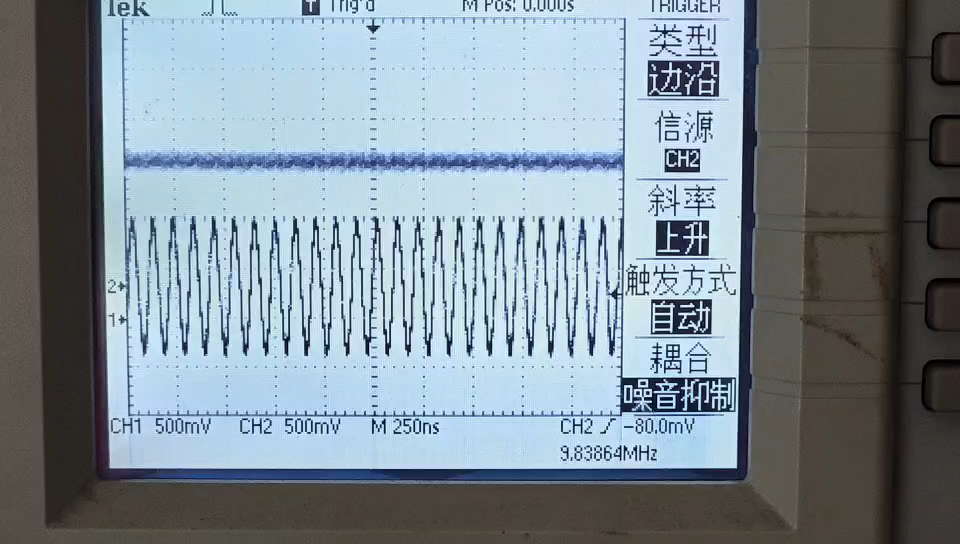 Tek
Trig'd
M Pos: 0.000s
TRIGGER
类型
边沿
信源
CH2
斜率
上升
触发方式
自动
耦合
噪音抑制
2
1
CH1 500mV
CH2 500mV
M 250ns
CH2 -80.0mV
9.83864MHz